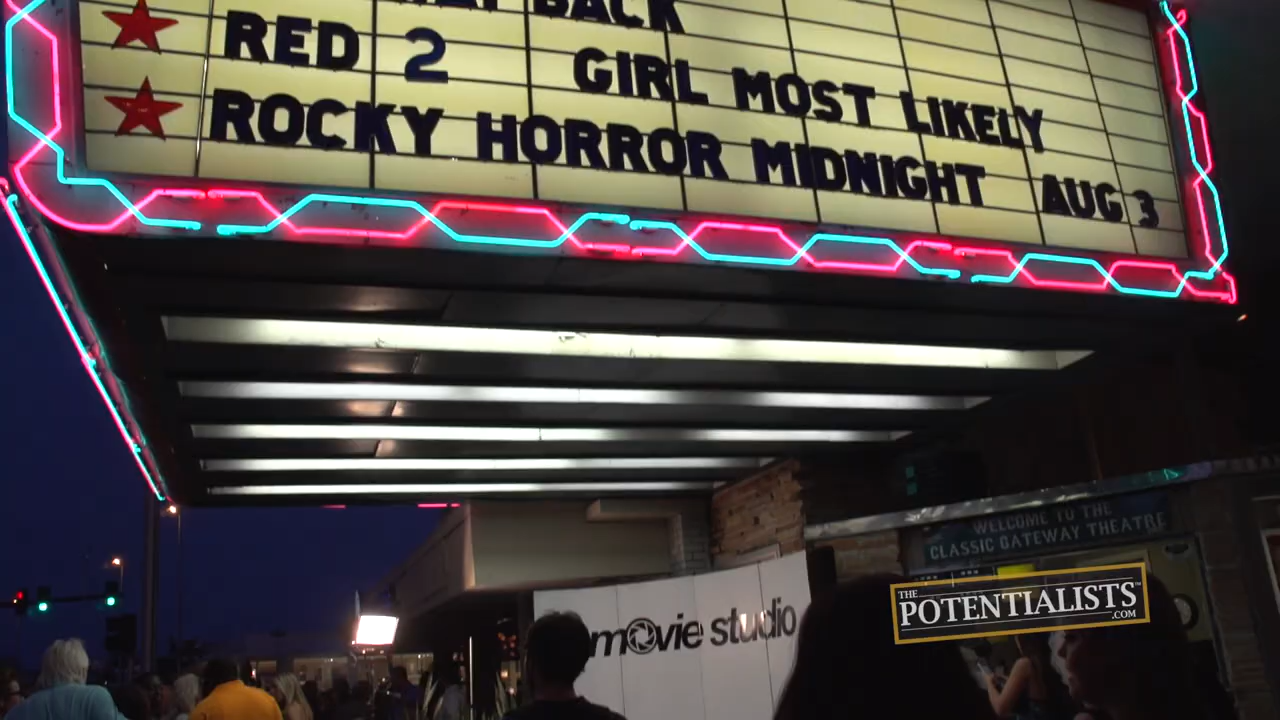 BACK
RED 2 GIRL MOST LIKELY
ROCKY HORROR MIDNIGHT AUG 3
WELCOME TO THE
CLASSIC GATEWAY THEATRE
movie studio
THE
POTENTIALISTS™
.COM